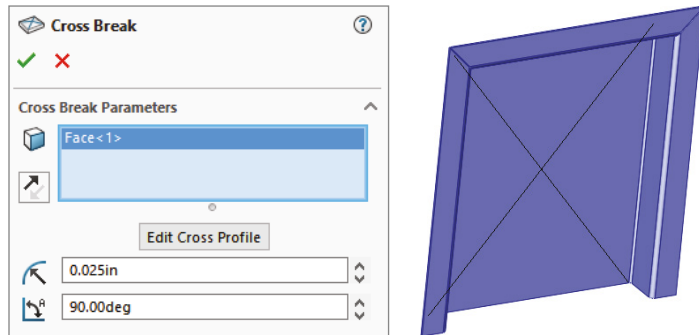 Cross Break
Cross Break Parameters
Face<1>
Edit Cross Profile
0.025in
90.00deg